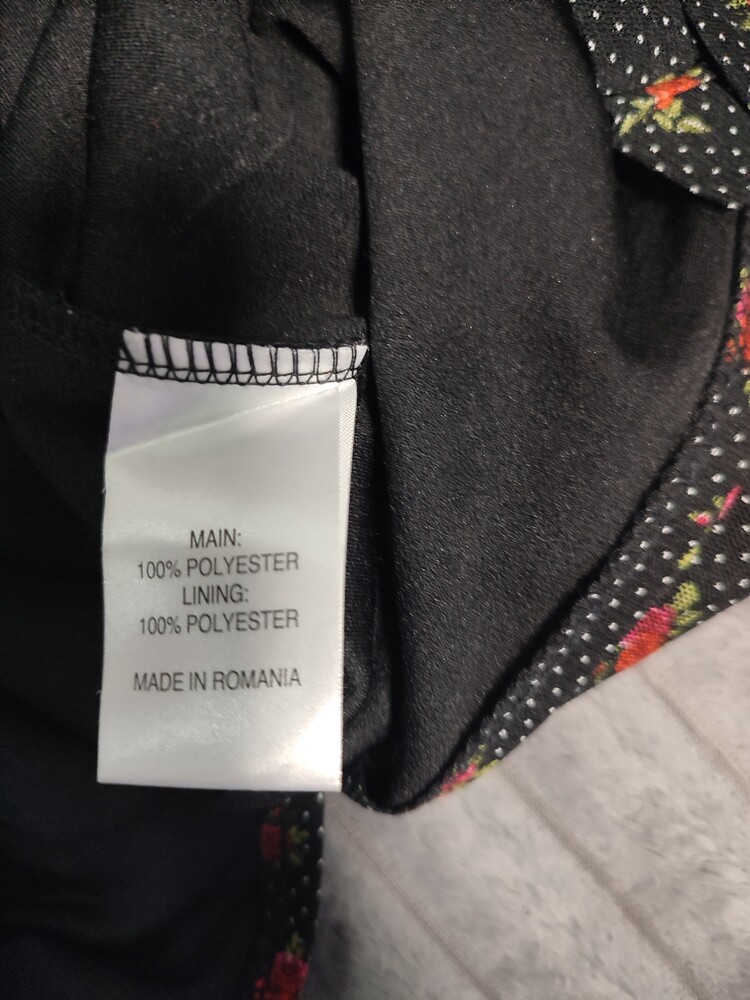 MAIN:
100% POLYESTER
LINING:
100% POLYESTER
MADE IN ROMANIA